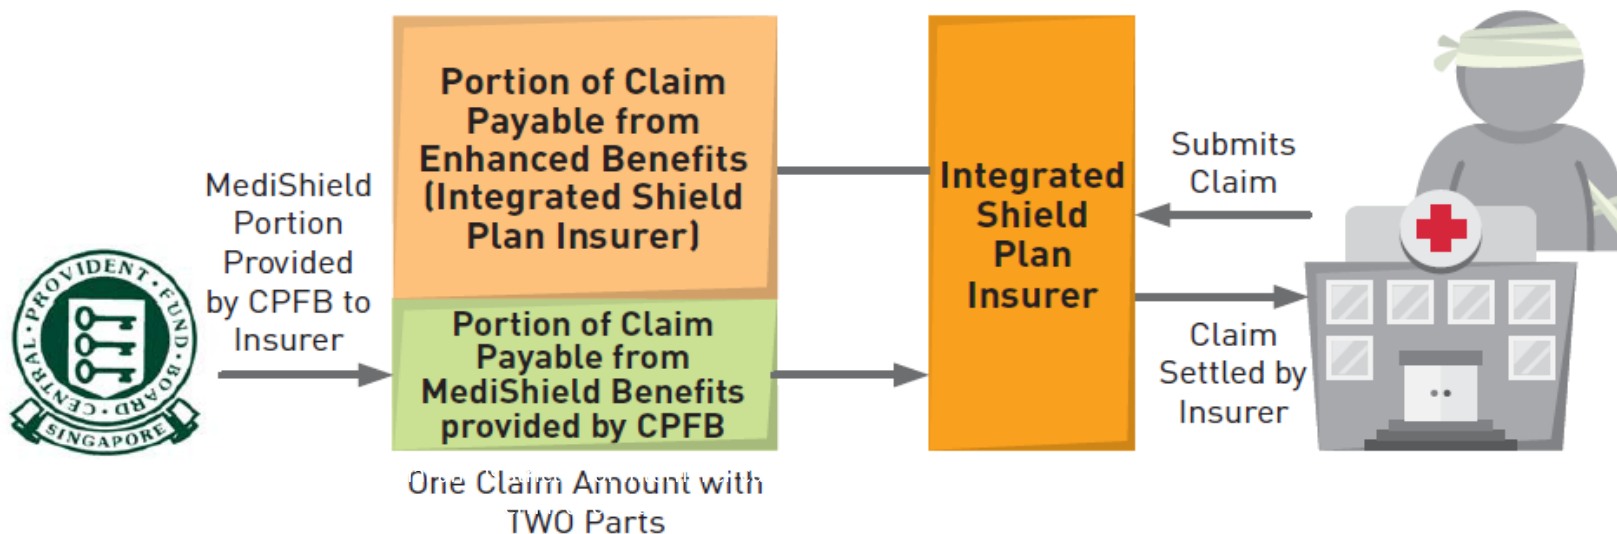 MediShield
Portion
Provided
by CPFB to
Insurer
CENTRAL · PROVIDENT · FUND · BOARD ·
SINGAPORE
Portion of Claim
Payable from
Enhanced Benefits
(Integrated Shield
Plan Insurer)
Portion of Claim
Payable from
MediShield Benefits
provided by CPFB
One Claim Amount with
TWO Parts
Integrated
Shield
Plan
Insurer
Submits
Claim
Claim
Settled by
Insurer